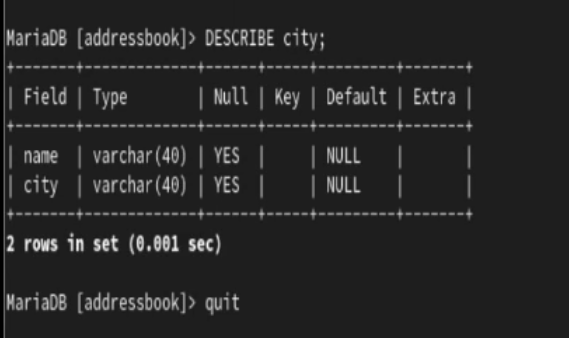 MariaDB [addressbook]> DESCRIBE city;
+-------+-------------+------+-----+---------+-------+
| Field | Type        | Null | Key | Default | Extra |
+-------+-------------+------+-----+---------+-------+
| name  | varchar(40) | YES  |     | NULL    |       |
| city  | varchar(40) | YES  |     | NULL    |       |
+-------+-------------+------+-----+---------+-------+
2 rows in set (0.001 sec)
MariaDB [addressbook]> quit